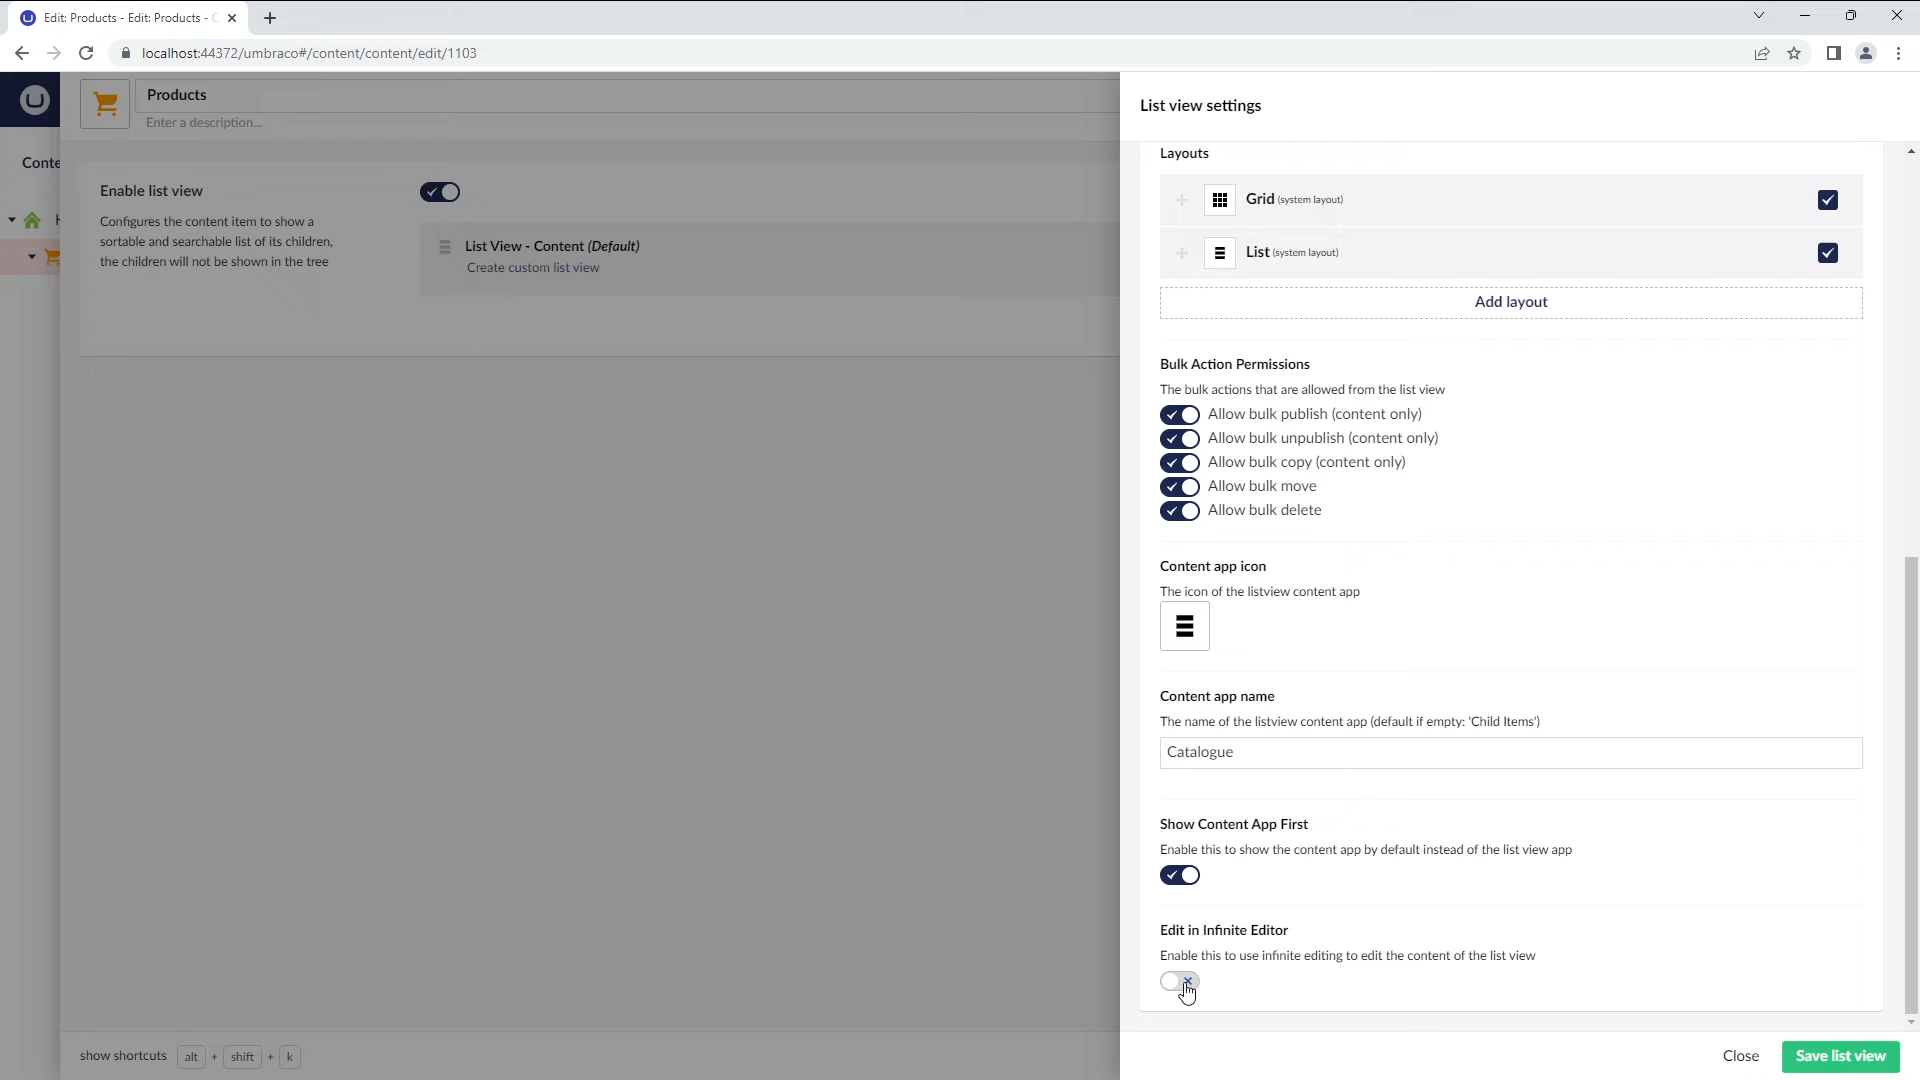 Edit: Products - Edit: Products -
localhost:44372/umbraco#/content/content/edit/1103
Products
Enter a description...
List view settings
Conte
Enable list view
Configures the content item to show a
sortable and searchable list of its children,
the children will not be shown in the tree
List View - Content (Default)
Create custom list view
Layouts
Grid (system layout)
List (system layout)
Add layout
Bulk Action Permissions
The bulk actions that are allowed from the list view
Allow bulk publish (content only)
Allow bulk unpublish (content only)
Allow bulk copy (content only)
Allow bulk move
Allow bulk delete
Content app icon
The icon of the listview content app
Content app name
The name of the listview content app (default if empty: 'Child Items')
Catalogue
Show Content App First
Enable this to show the content app by default instead of the list view app
Edit in Infinite Editor
Enable this to use infinite editing to edit the content of the list view
show shortcuts alt + shift + k
Close
Save list view